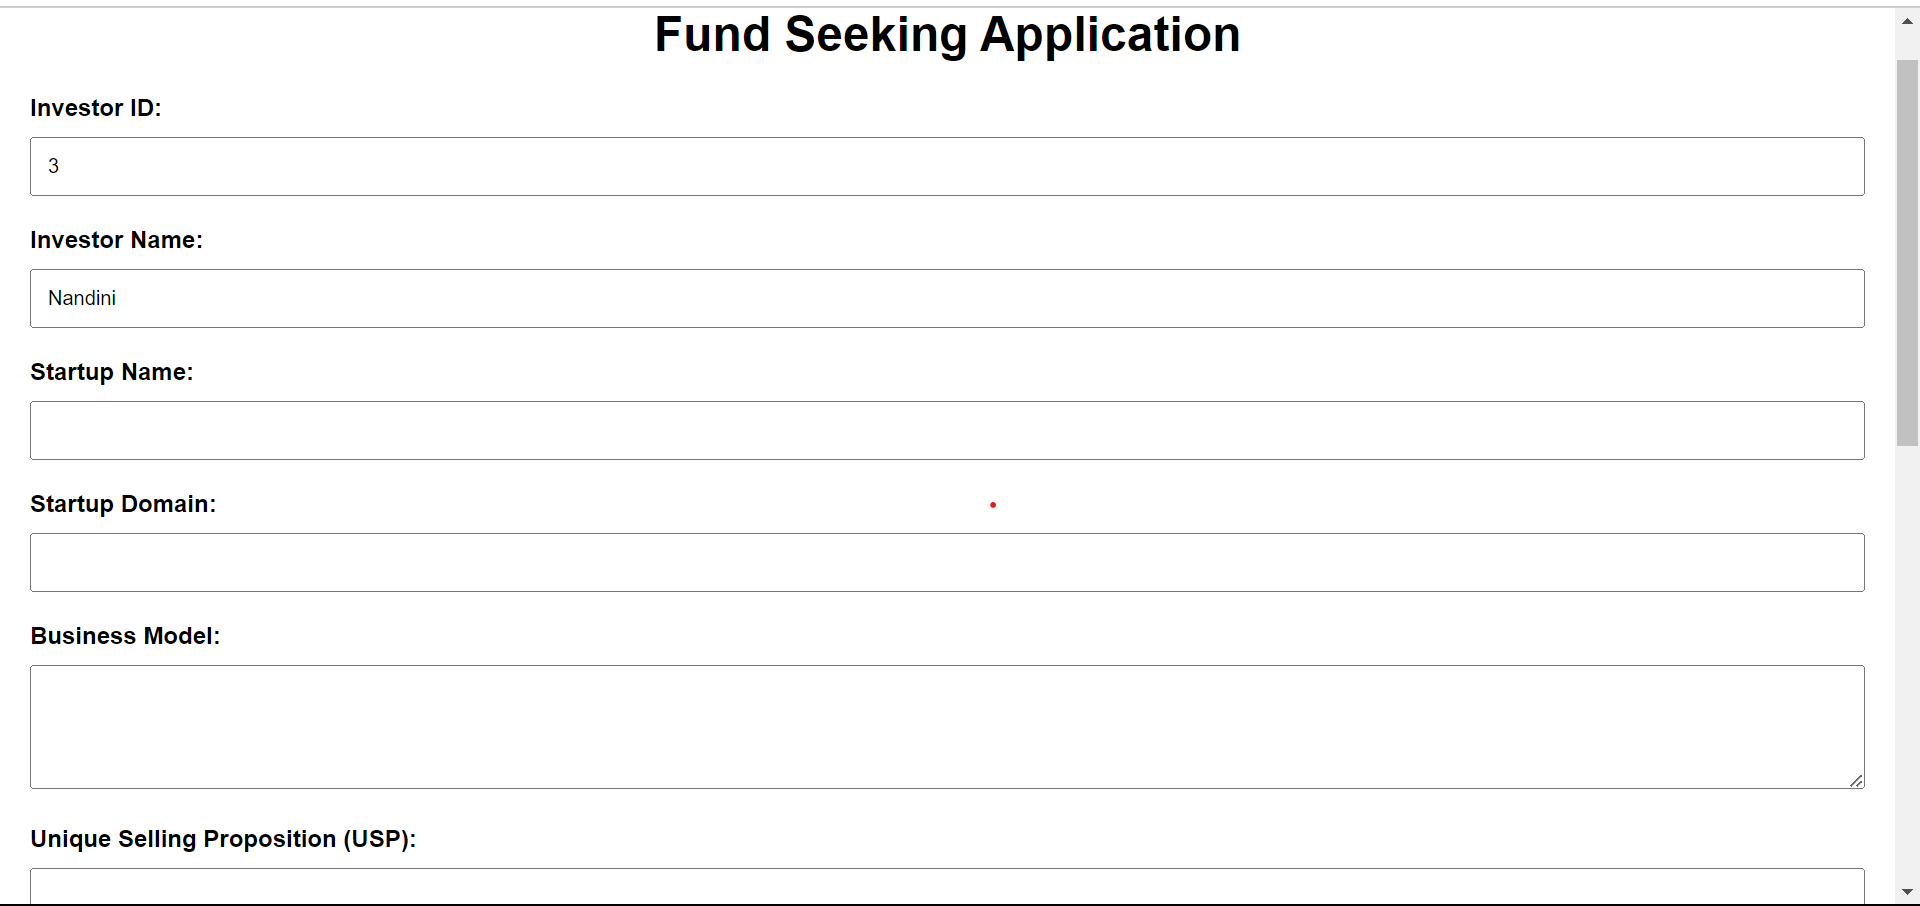 Fund Seeking Application
Investor ID:
3
Investor Name:
Nandini
Startup Name:
Startup Domain:
Business Model:
Unique Selling Proposition (USP):